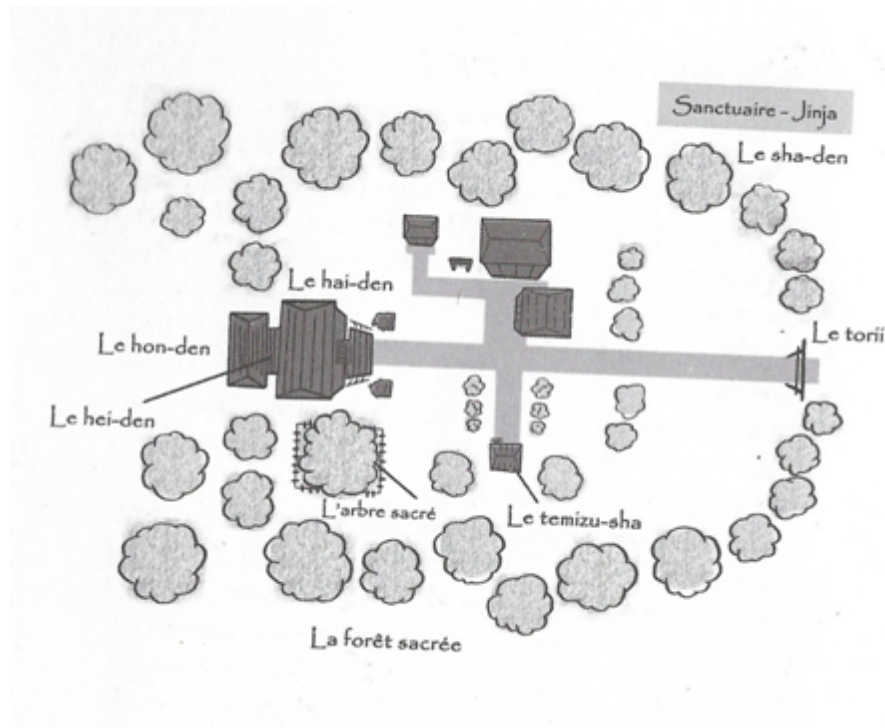 Sanctuaire - Jinja
Le sha-den
Le hai-den
Le torii
Le hon-den
Le hei-den
L'arbre sacré
Le temizu-sha
La forêt sacrée